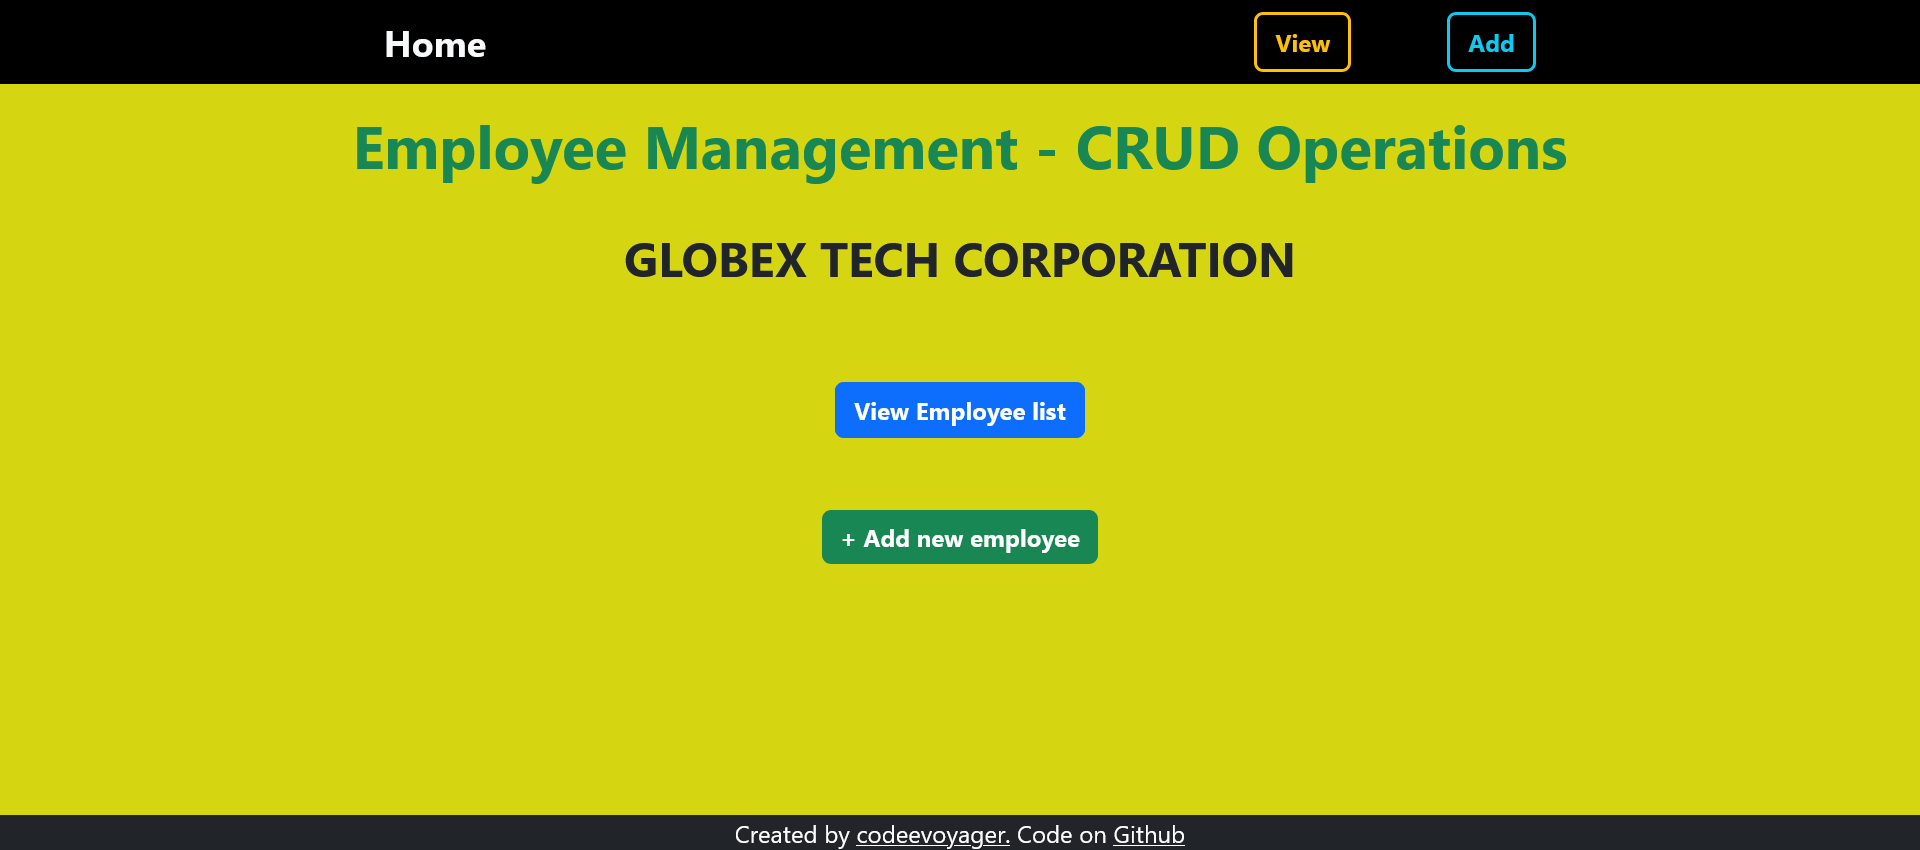 Home View Add
Employee Management - CRUD Operations
GLOBEX TECH CORPORATION
View Employee list
+ Add new employee
Created by codeevoyager. Code on Github